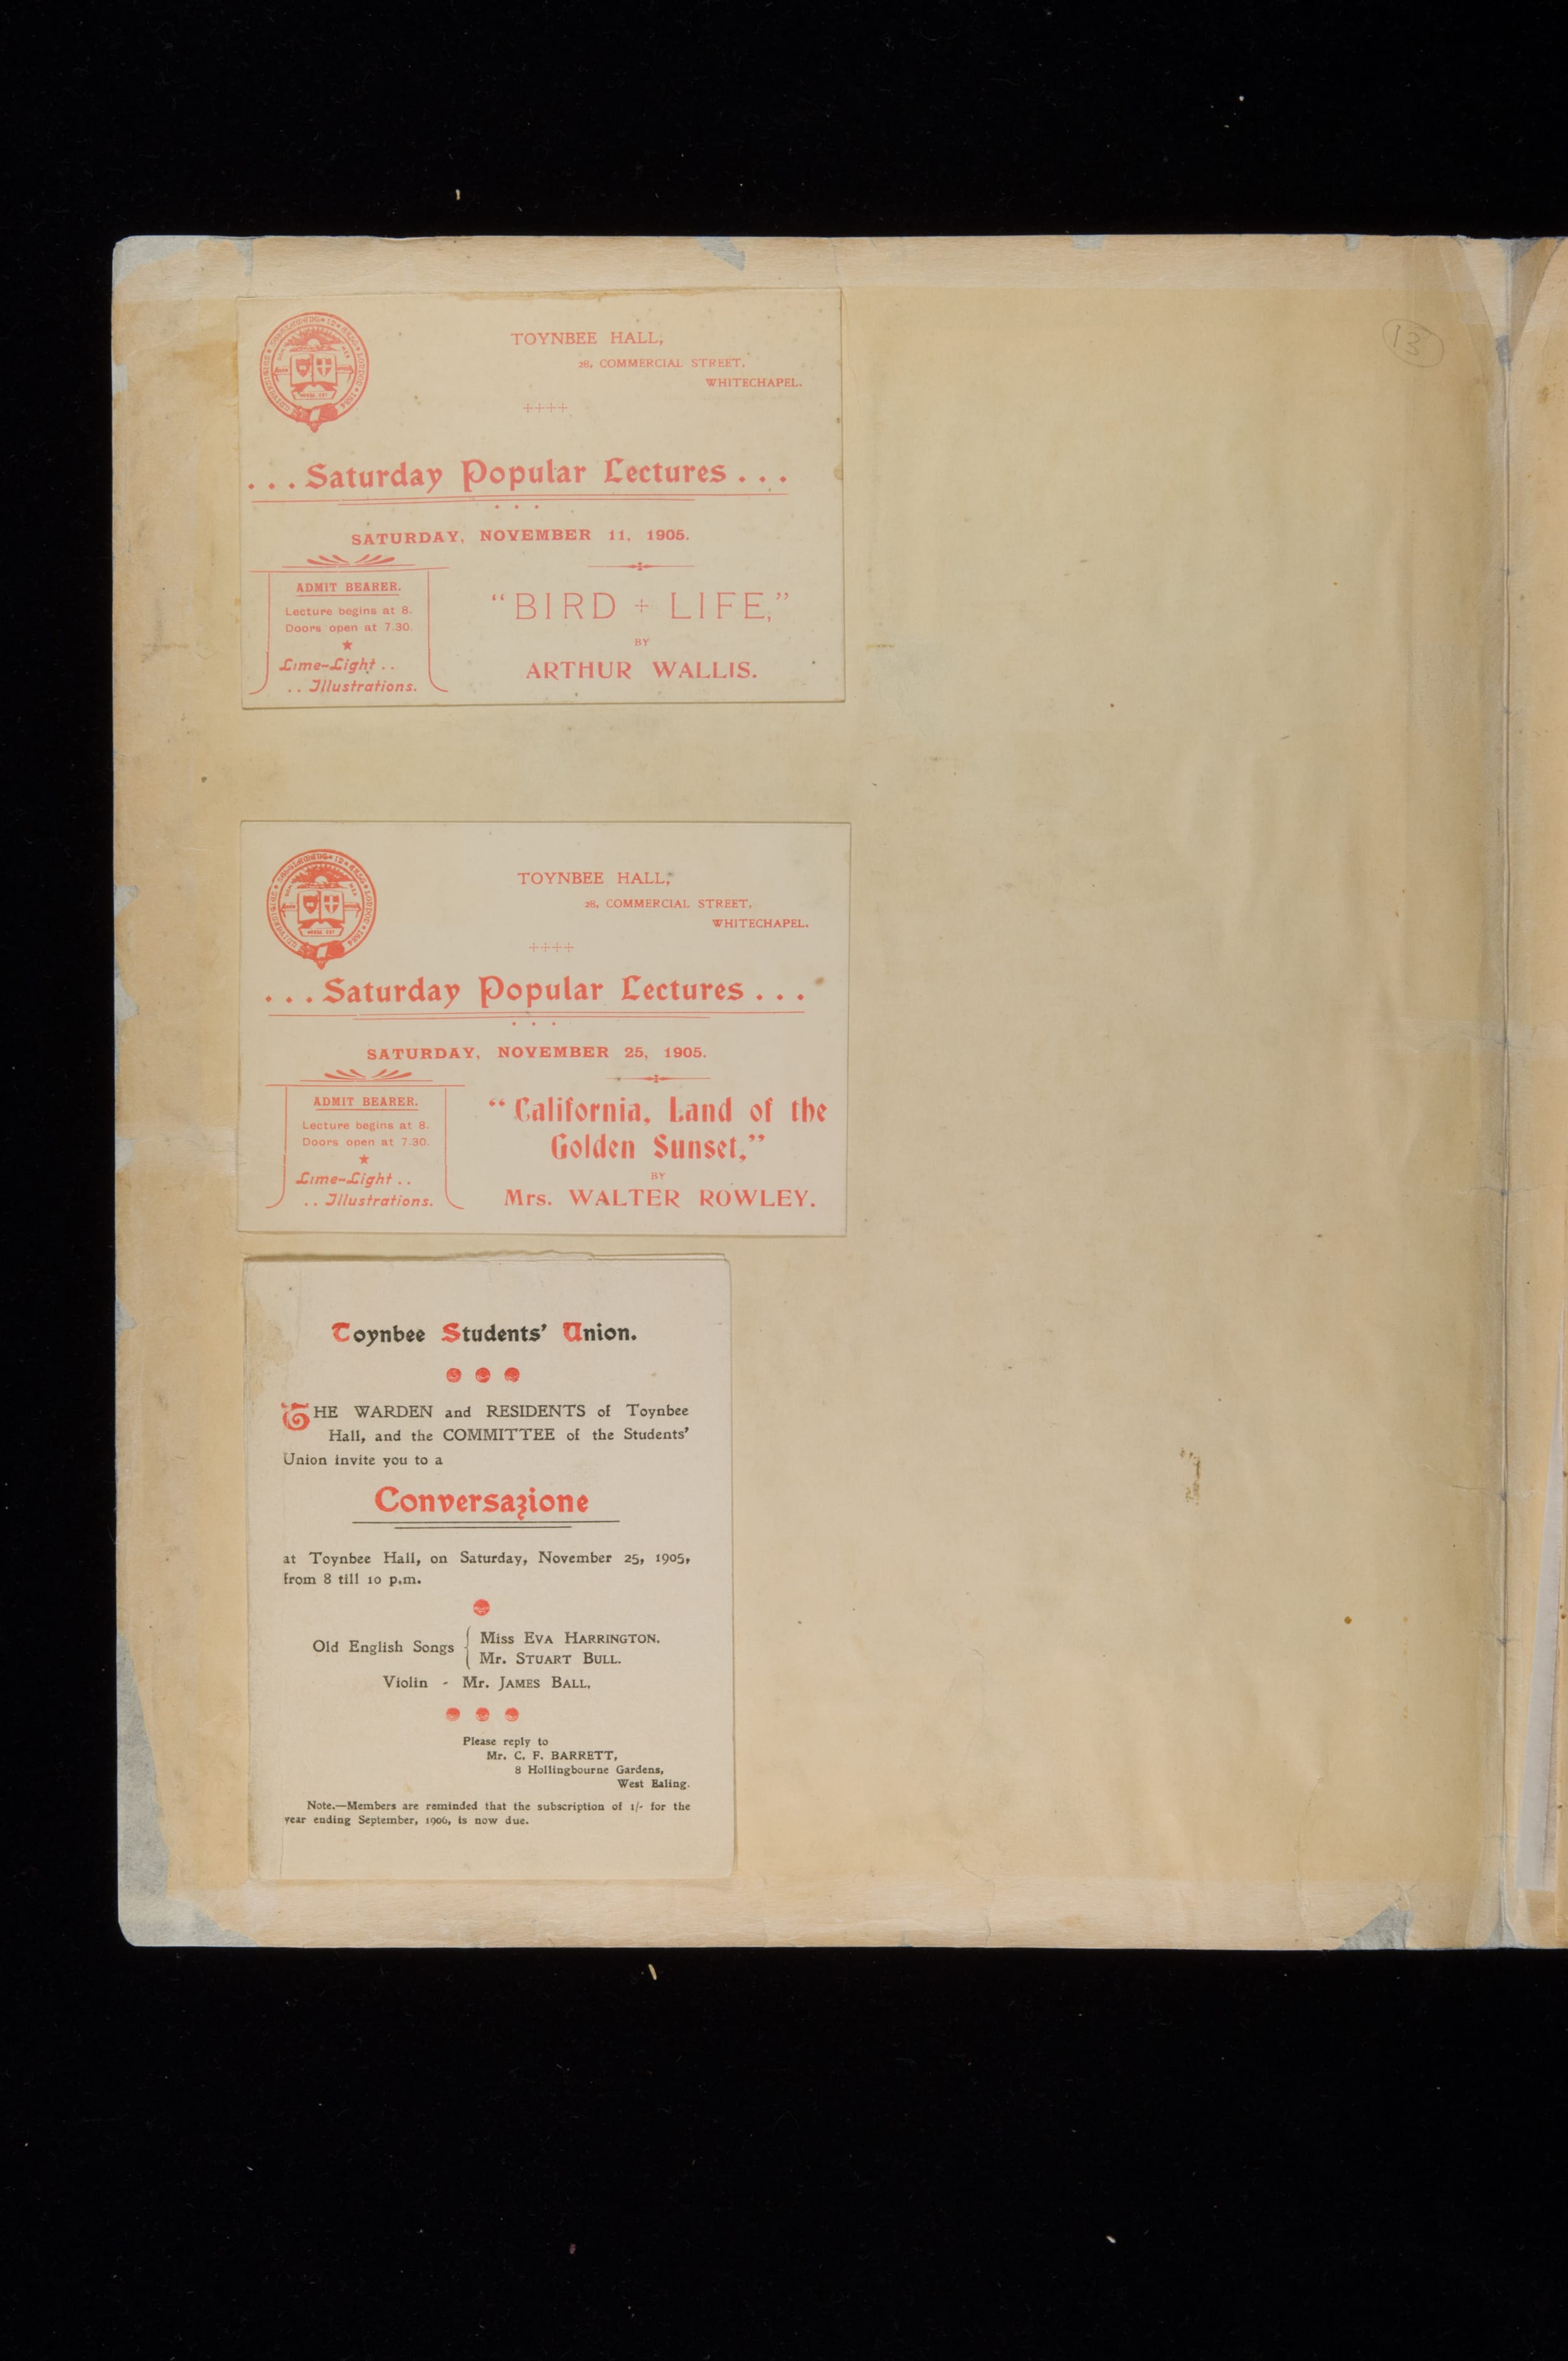 13
TOYNBEE HALL,
28, COMMERCIAL STREET,
WHITECHAPEL.
++++
. . . Saturday Popular Lectures . . .
SATURDAY, NOVEMBER 11, 1905.
ADMIT BEARER.
Lecture begins at 8.
Doors open at 7.30.
Lime-Light . .
. . Illustrations.
“BIRD + LIFE,”
BY
ARTHUR WALLIS.
TOYNBEE HALL,
28, COMMERCIAL STREET,
WHITECHAPEL.
++++
. . . Saturday Popular Lectures . . .
SATURDAY, NOVEMBER 25, 1905.
ADMIT BEARER.
Lecture begins at 8.
Doors open at 7.30.
Lime-Light . .
. . Illustrations.
“California, Land of the
Golden Sunset,”
BY
Mrs. WALTER ROWLEY.
Toynbee Students’ Union.
THE WARDEN and RESIDENTS of Toynbee
Hall, and the COMMITTEE of the Students’
Union invite you to a
Conversazione
at Toynbee Hall, on Saturday, November 25, 1905,
from 8 till 10 p.m.
Old English Songs { Miss EVA HARRINGTON.
Mr. STUART BULL.
Violin - Mr. JAMES BALL.
Please reply to
Mr. C. F. BARRETT,
8 Hollingbourne Gardens,
West Ealing.
Note.—Members are reminded that the subscription of 1/- for the
year ending September, 1906, is now due.